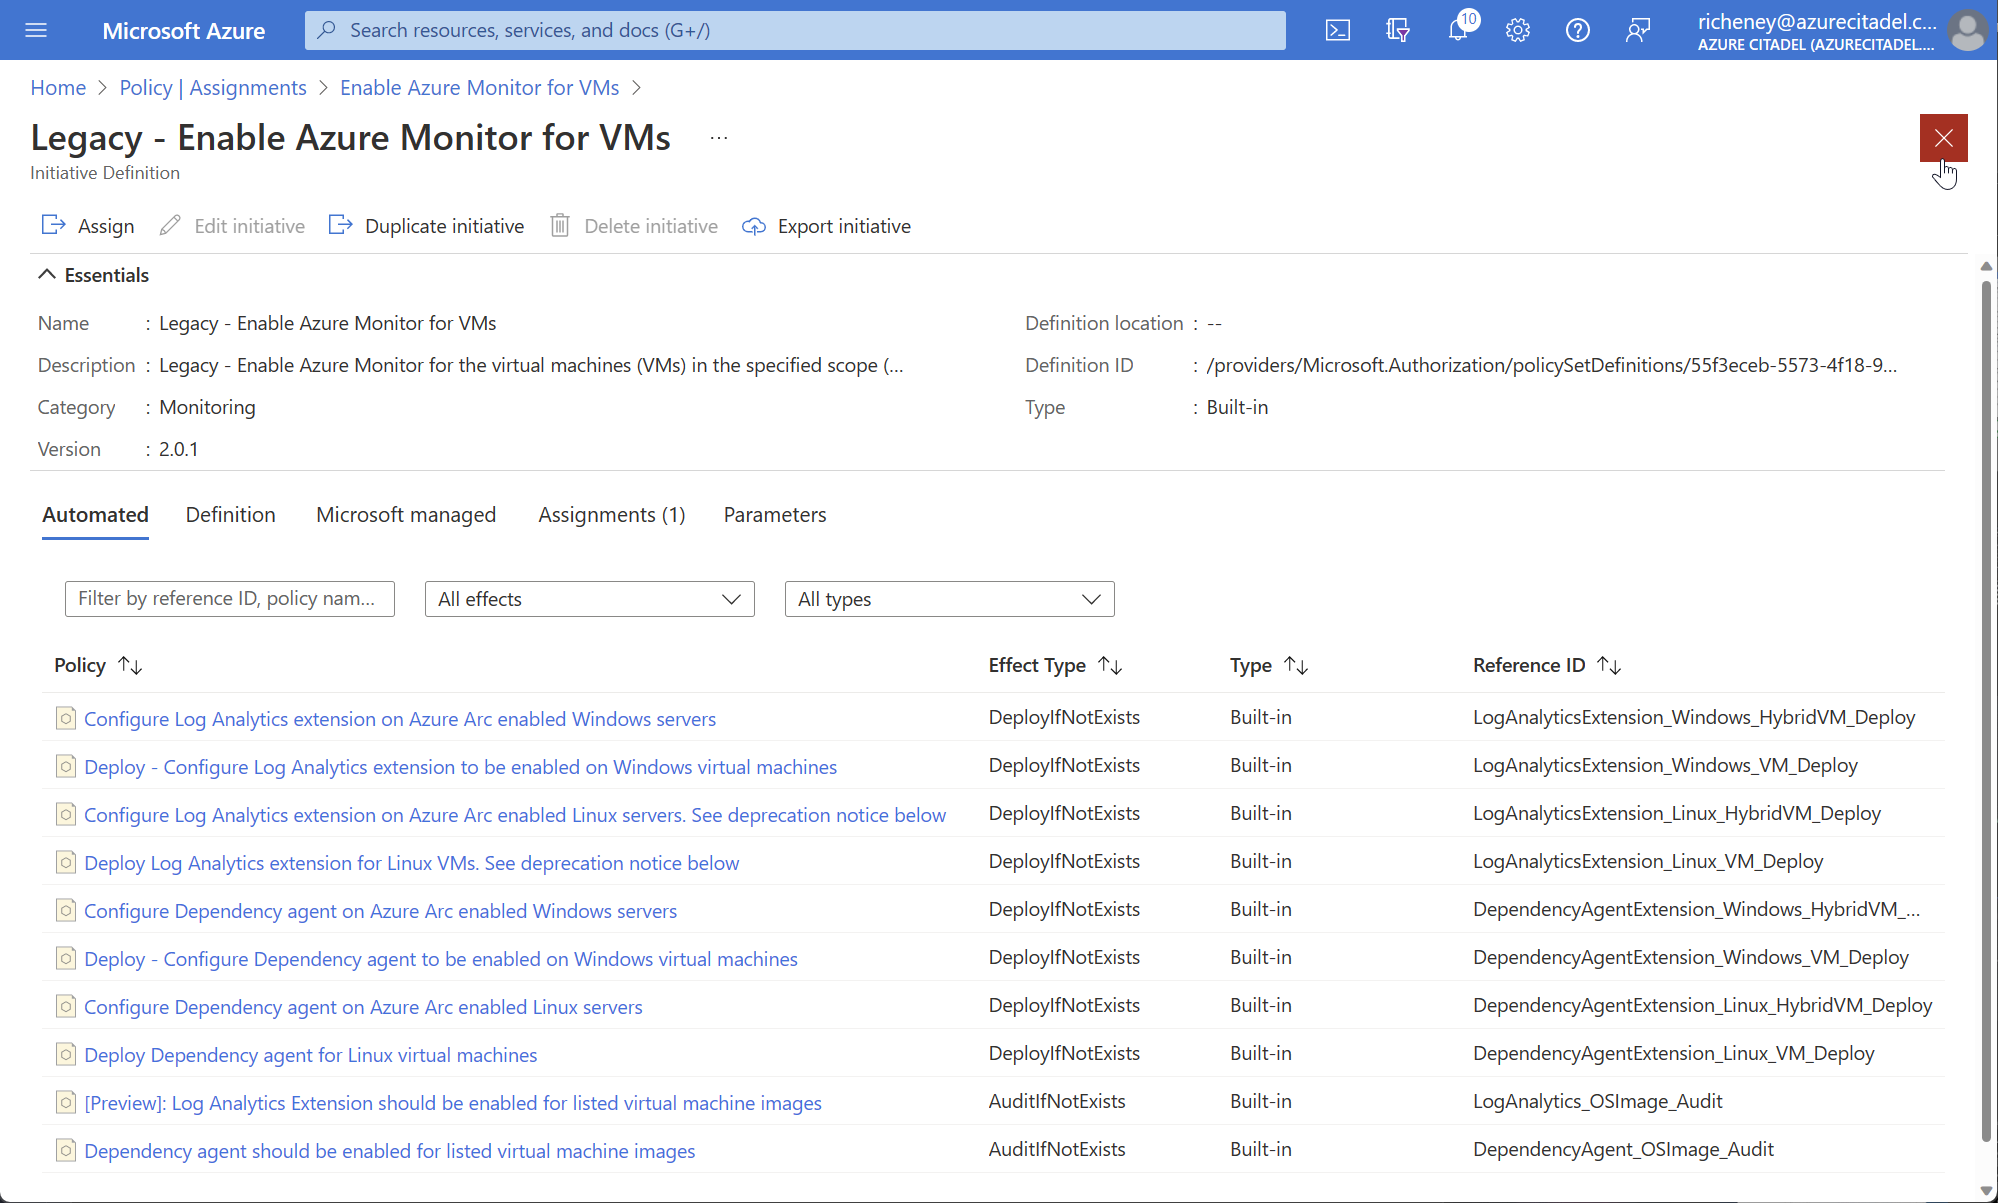 Microsoft Azure
Search resources, services, and docs (G+/)
10
richeney@azurecitadel.c...
AZURE CITADEL (AZURECITADEL....
Home > Policy | Assignments > Enable Azure Monitor for VMs >
Legacy - Enable Azure Monitor for VMs ...
Initiative Definition
Assign Edit initiative Duplicate initiative Delete initiative Export initiative
Essentials
Name : Legacy - Enable Azure Monitor for VMs Definition location : --
Description : Legacy - Enable Azure Monitor for the virtual machines (VMs) in the specified scope (... Definition ID : /providers/Microsoft.Authorization/policySetDefinitions/55f3eceb-5573-4f18-9...
Category : Monitoring Type : Built-in
Version : 2.0.1
Automated Definition Microsoft managed Assignments (1) Parameters
Filter by reference ID, policy nam... All effects All types
Policy Effect Type Type Reference ID
Configure Log Analytics extension on Azure Arc enabled Windows servers DeployIfNotExists Built-in LogAnalyticsExtension_Windows_HybridVM_Deploy
Deploy - Configure Log Analytics extension to be enabled on Windows virtual machines DeployIfNotExists Built-in LogAnalyticsExtension_Windows_VM_Deploy
Configure Log Analytics extension on Azure Arc enabled Linux servers. See deprecation notice below DeployIfNotExists Built-in LogAnalyticsExtension_Linux_HybridVM_Deploy
Deploy Log Analytics extension for Linux VMs. See deprecation notice below DeployIfNotExists Built-in LogAnalyticsExtension_Linux_VM_Deploy
Configure Dependency agent on Azure Arc enabled Windows servers DeployIfNotExists Built-in DependencyAgentExtension_Windows_HybridVM_...
Deploy - Configure Dependency agent to be enabled on Windows virtual machines DeployIfNotExists Built-in DependencyAgentExtension_Windows_VM_Deploy
Configure Dependency agent on Azure Arc enabled Linux servers DeployIfNotExists Built-in DependencyAgentExtension_Linux_HybridVM_Deploy
Deploy Dependency agent for Linux virtual machines DeployIfNotExists Built-in DependencyAgentExtension_Linux_VM_Deploy
[Preview]: Log Analytics Extension should be enabled for listed virtual machine images AuditIfNotExists Built-in LogAnalytics_OSImage_Audit
Dependency agent should be enabled for listed virtual machine images AuditIfNotExists Built-in DependencyAgent_OSImage_Audit